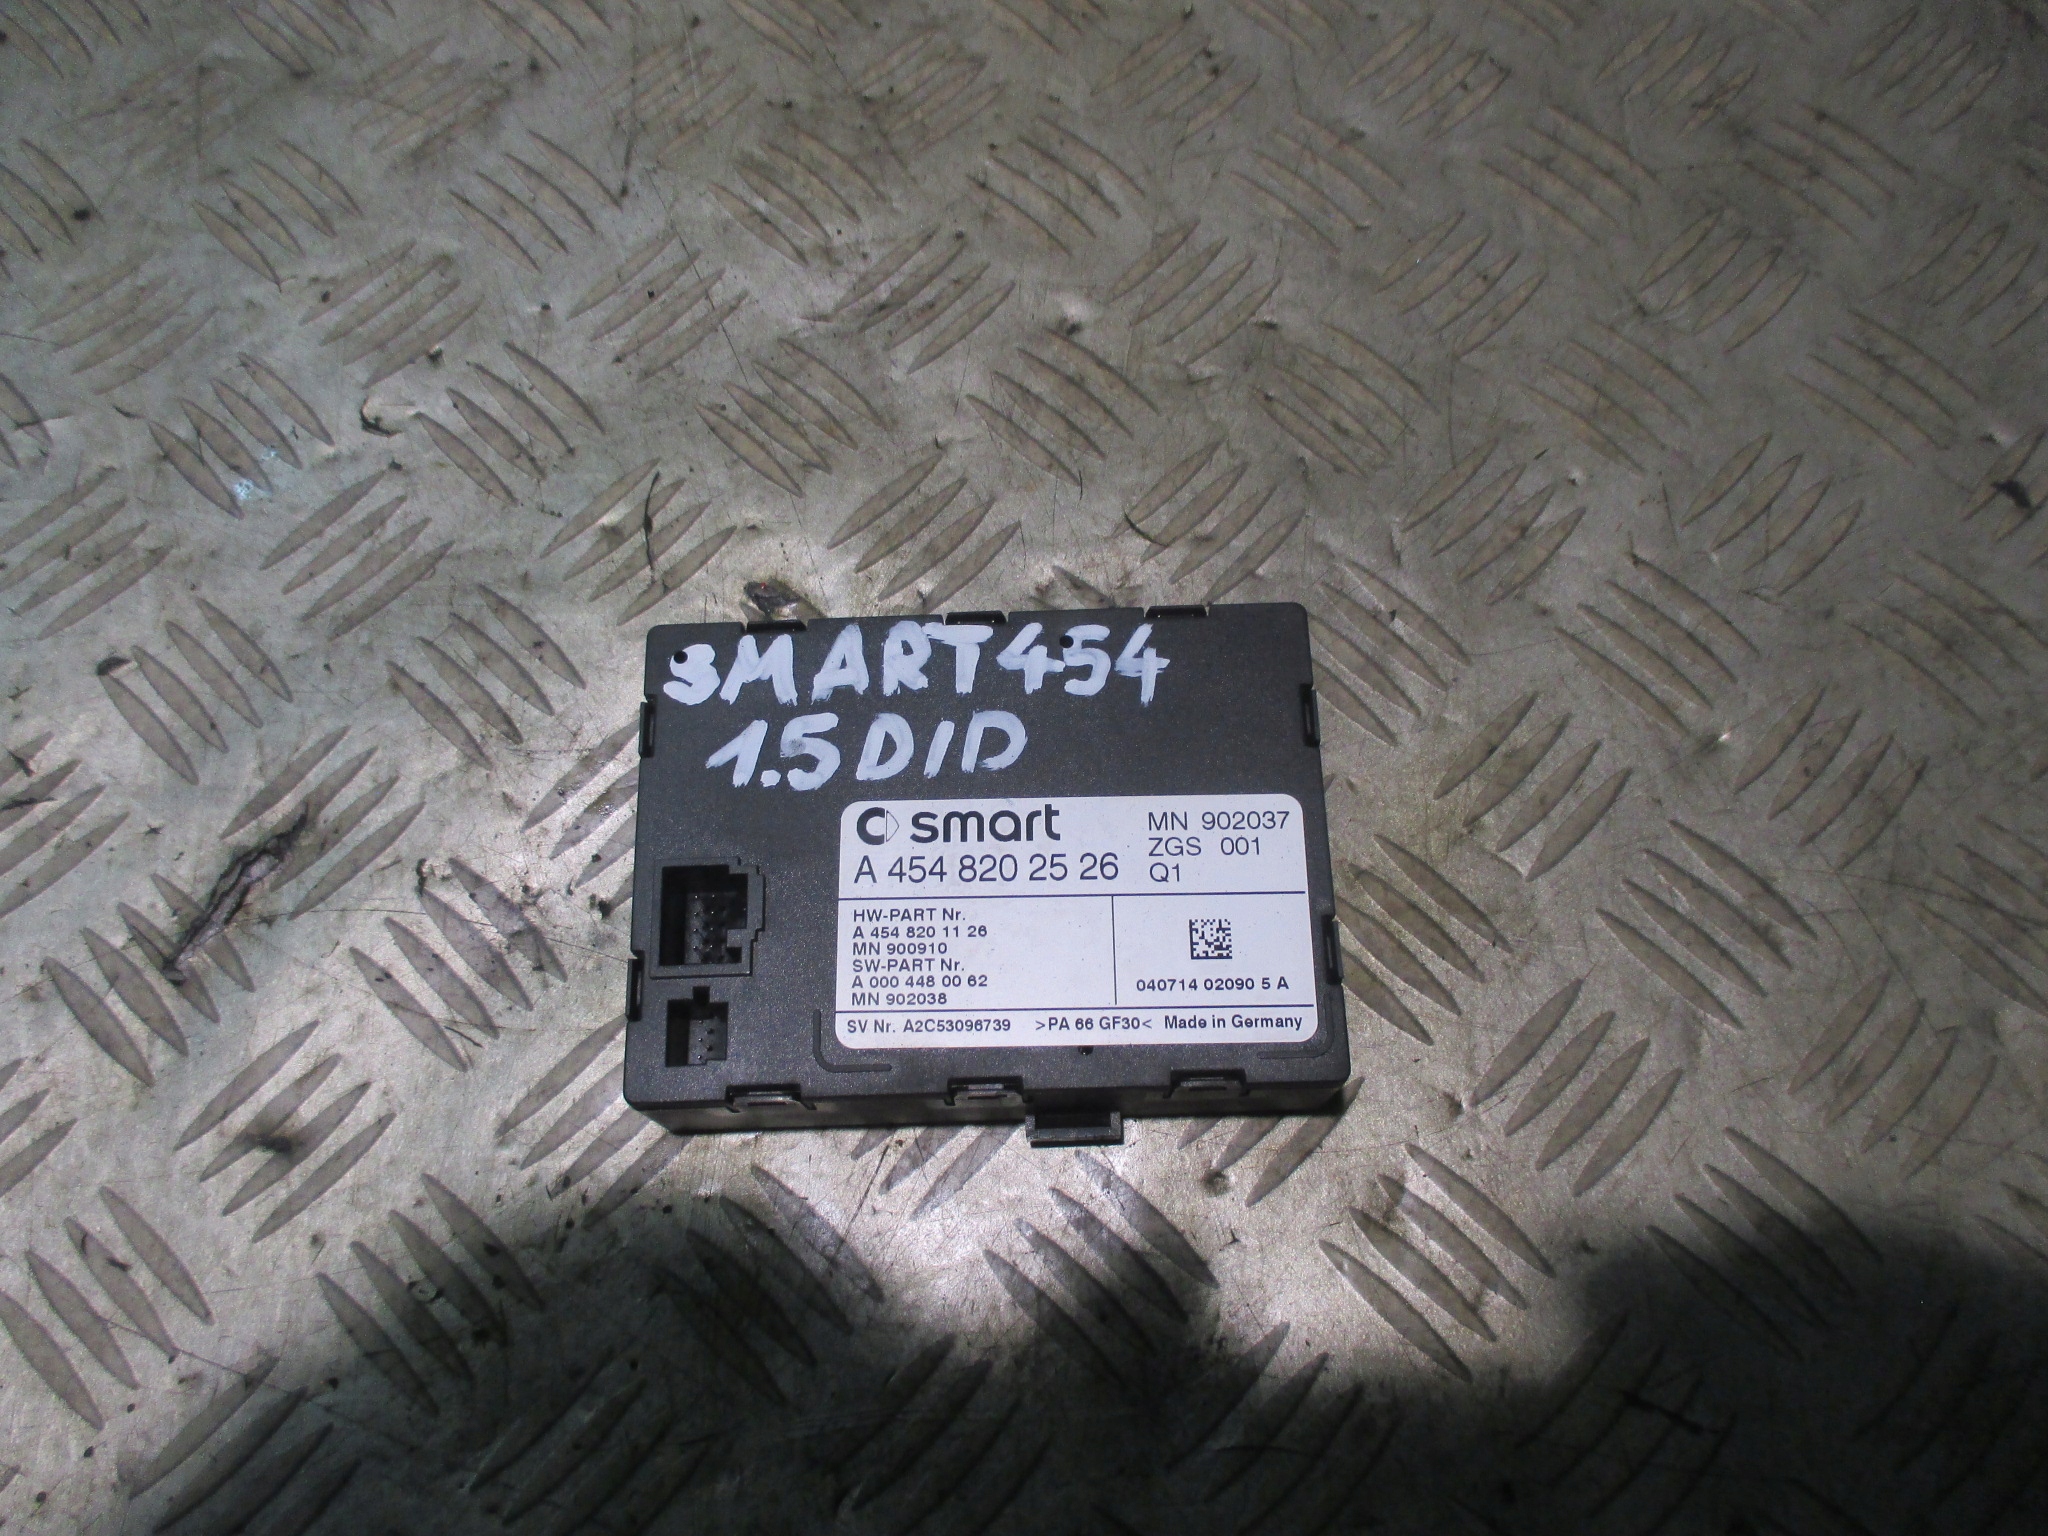 SMART454
1.5DID
smart
A 454 820 25 26
MN 902037
ZGS 001
Q1
HW-PART Nr.
A 454 820 11 26
MN 900910
SW-PART Nr.
A 000 448 00 62
MN 902038
040714 02090 5 A
SV Nr. A2C53096739 >PA 66 GF30< Made in Germany